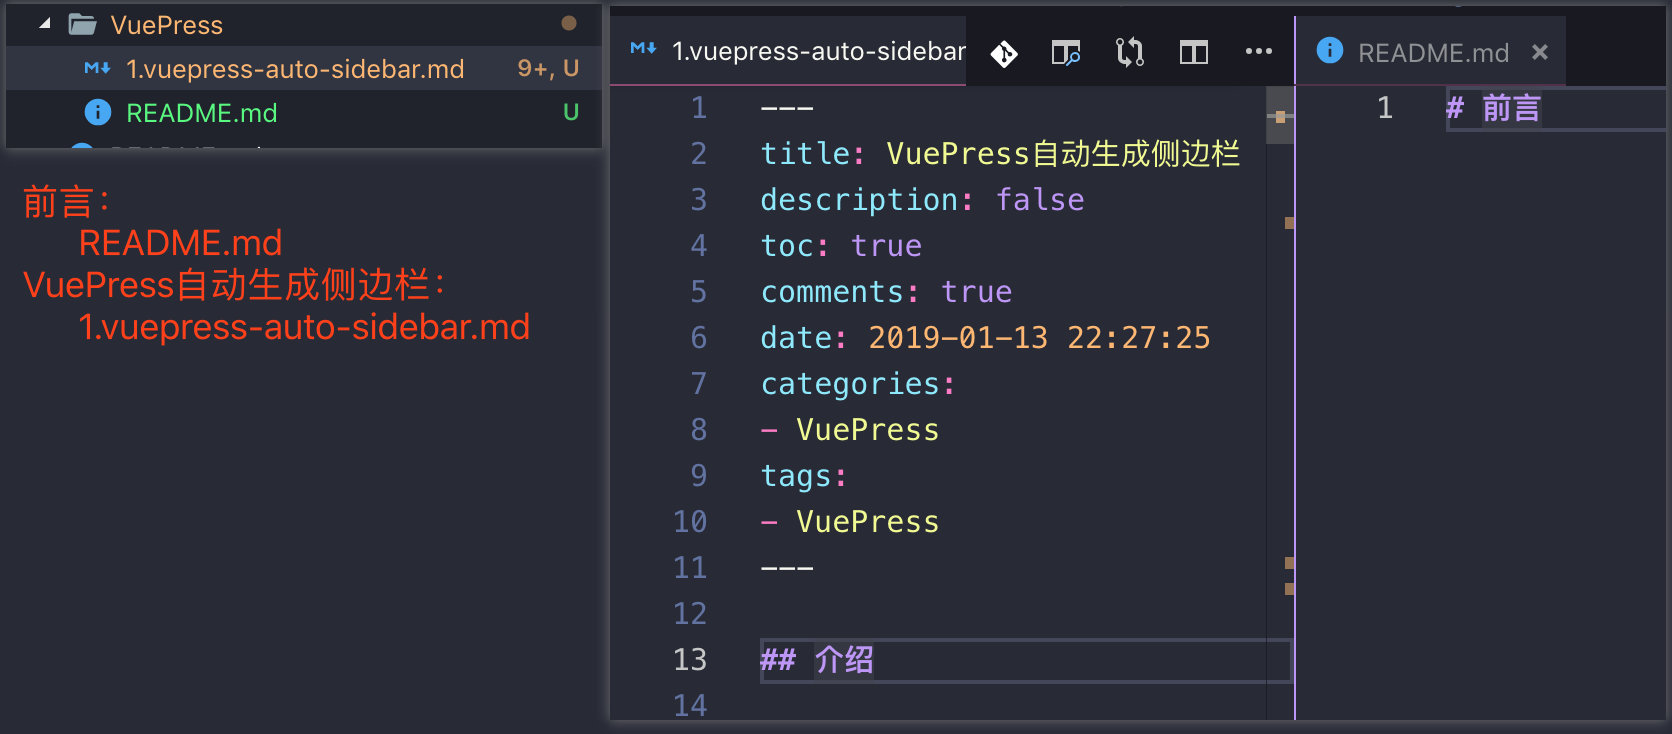 VuePress
1.vuepress-auto-sidebar.md 9+, U
README.md U
前言：
README.md
VuePress自动生成侧边栏：
1.vuepress-auto-sidebar.md
1.vuepress-auto-sidebar
1 ---
2 title: VuePress自动生成侧边栏
3 description: false
4 toc: true
5 comments: true
6 date: 2019-01-13 22:27:25
7 categories:
8 - VuePress
9 tags:
10 - VuePress
11 ---
12
13 ## 介绍
14
README.md ×
1 # 前言